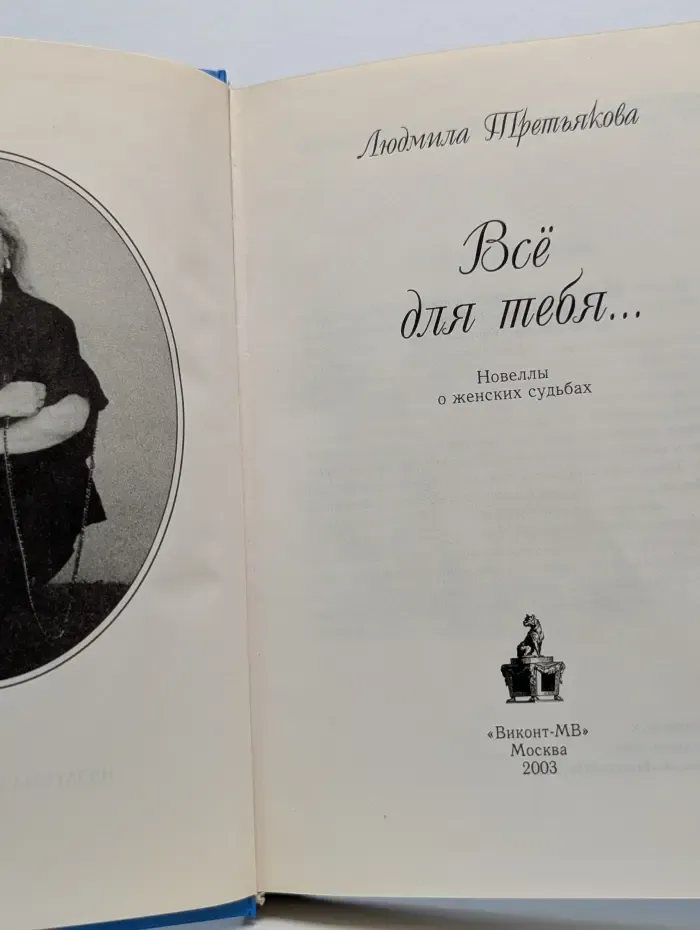 Людмила Третьякова
Всё
для тебя...
Новеллы
о женских судьбах
«Виконт-МВ»
Москва
2003